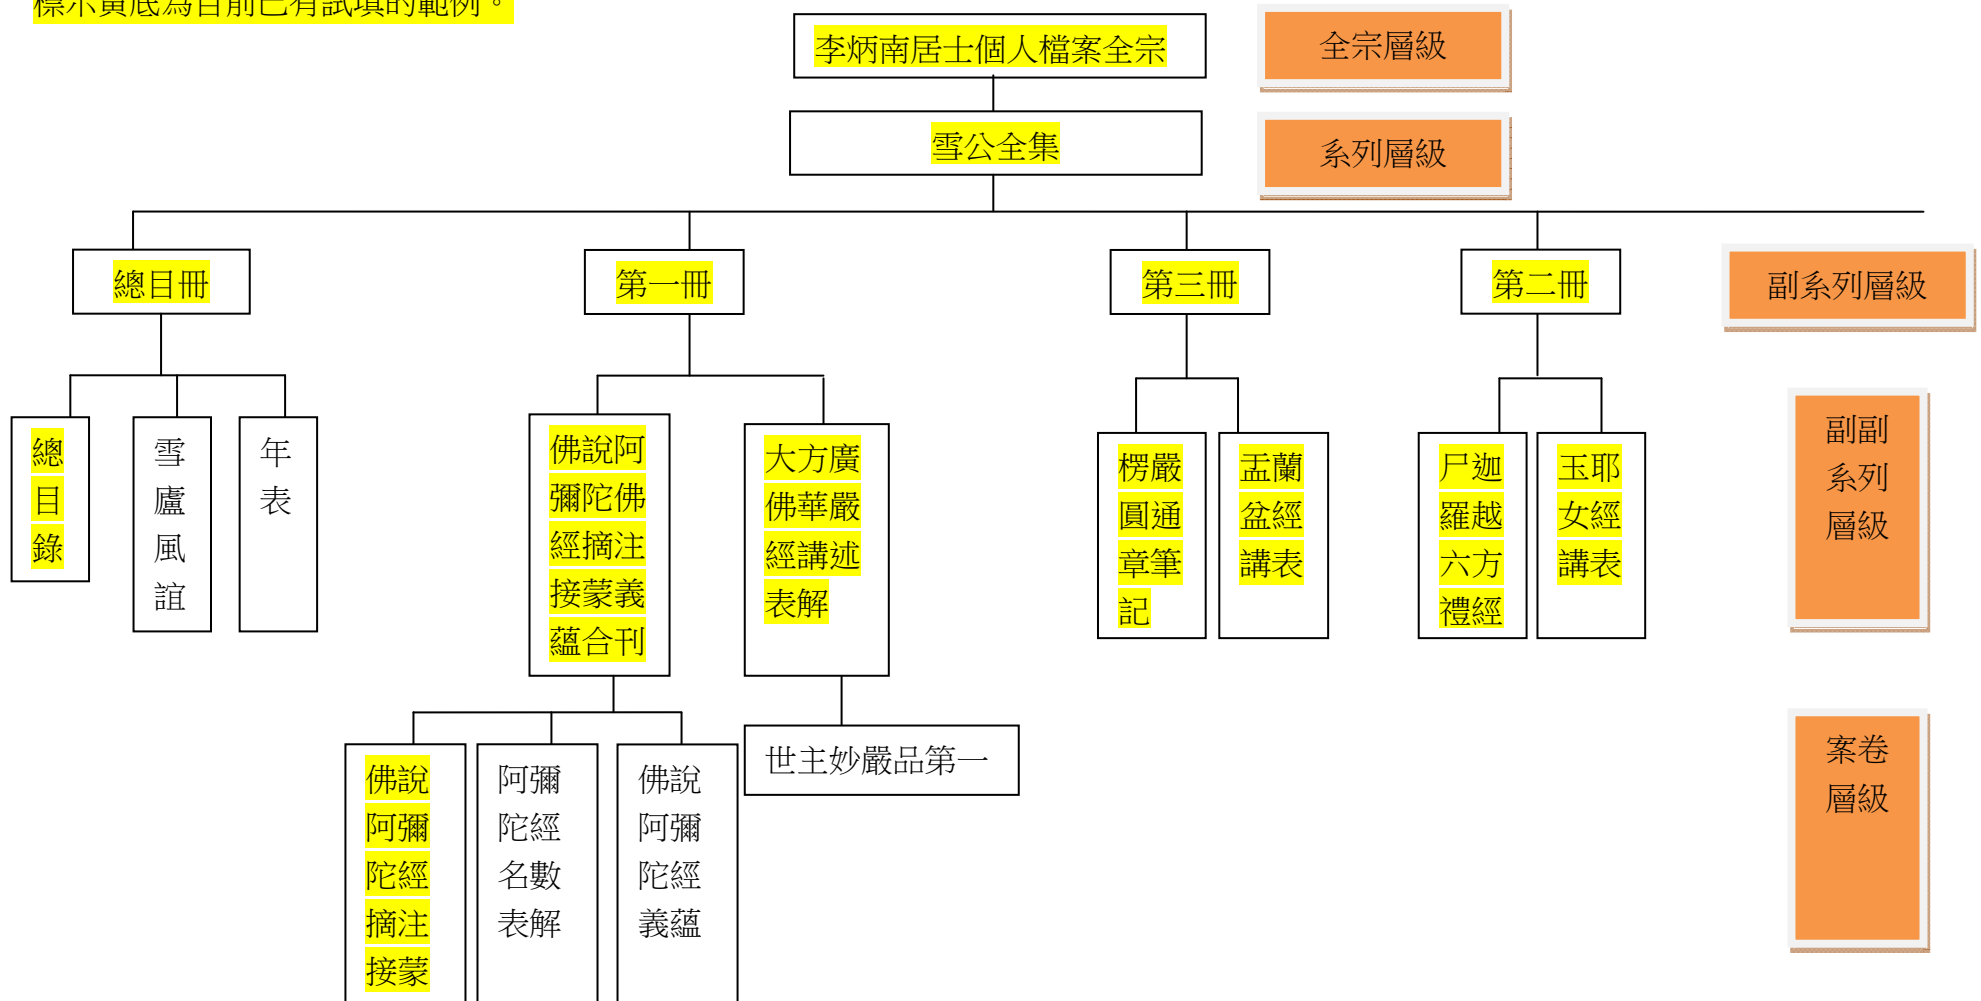 標示黃底為目前已有試填的範例。
李炳南居士個人檔案全宗
全宗層級
雪公全集
系列層級
總目冊
第一冊
第三冊
第二冊
副系列層級
總
目
錄
雪
廬
風
誼
年
表
佛說阿
彌陀佛
經摘注
接蒙義
蘊合刊
大方廣
佛華嚴
經講述
表解
楞嚴
圓通
章筆
記
盂蘭
盆經
講表
尸迦
羅越
六方
禮經
玉耶
女經
講表
副副
系列
層級
佛說
阿彌
陀經
摘注
接蒙
阿彌
陀經
名數
表解
佛說
阿彌
陀經
義蘊
世主妙嚴品第一
案卷
層級